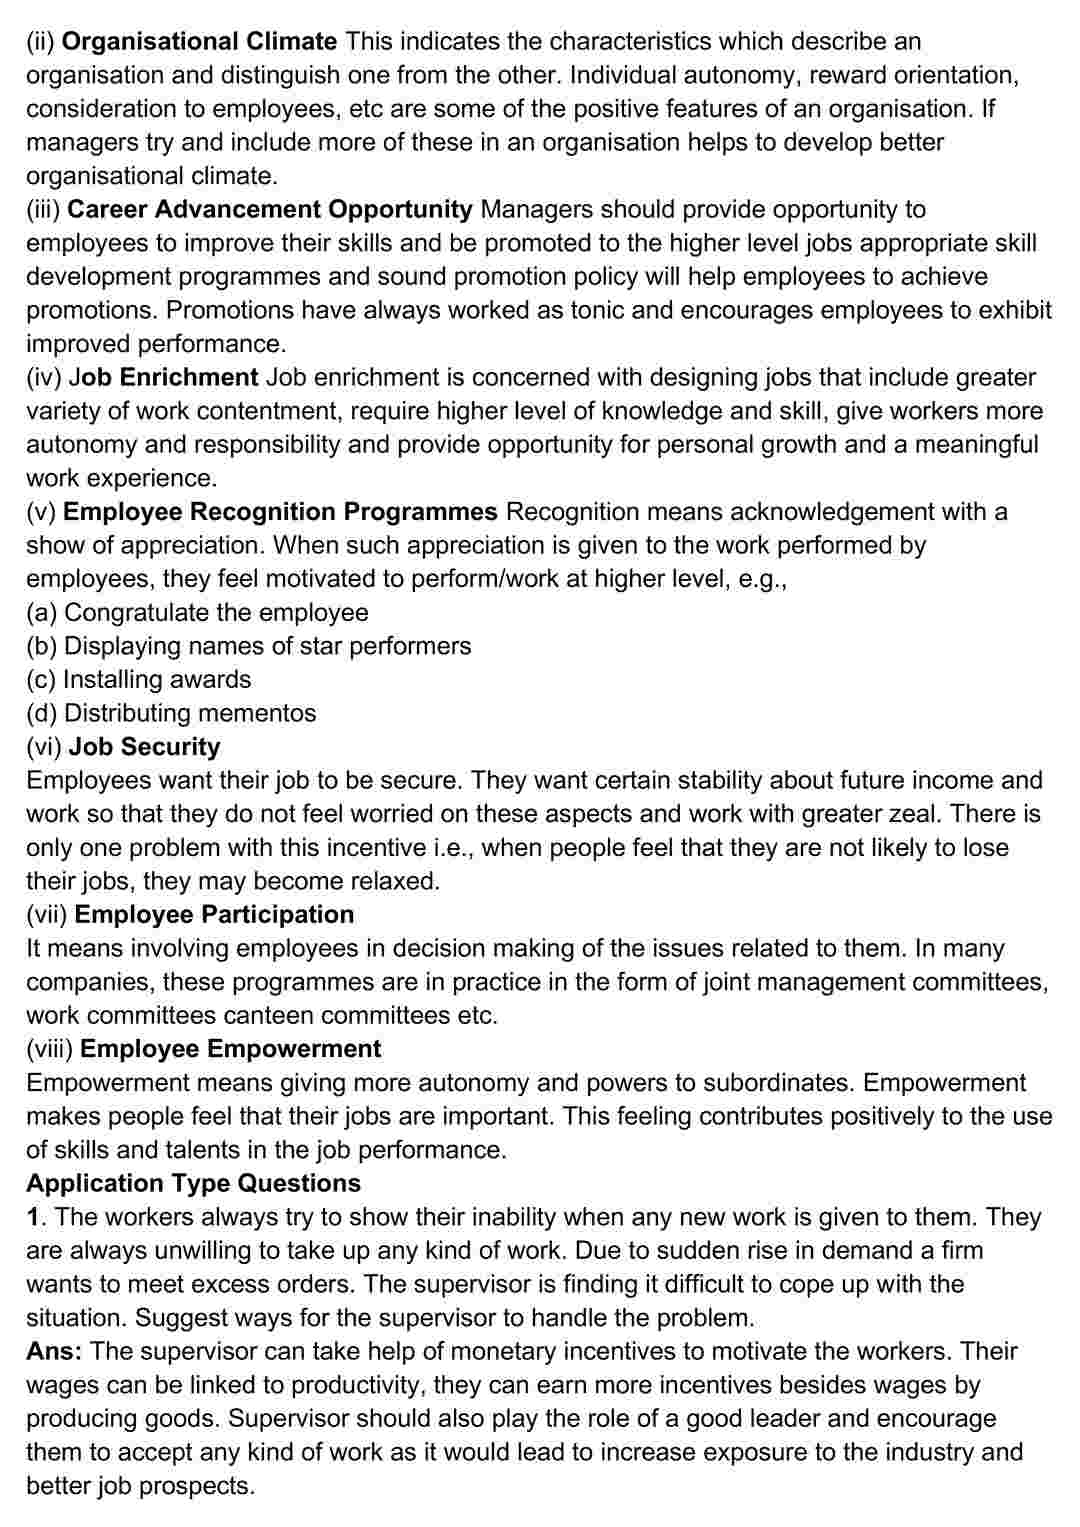 (ii) Organisational Climate This indicates the characteristics which describe an
organisation and distinguish one from the other. Individual autonomy, reward orientation,
consideration to employees, etc are some of the positive features of an organisation. If
managers try and include more of these in an organisation helps to develop better
organisational climate.
(iii) Career Advancement Opportunity Managers should provide opportunity to
employees to improve their skills and be promoted to the higher level jobs appropriate skill
development programmes and sound promotion policy will help employees to achieve
promotions. Promotions have always worked as tonic and encourages employees to exhibit
improved performance.
(iv) Job Enrichment Job enrichment is concerned with designing jobs that include greater
variety of work contentment, require higher level of knowledge and skill, give workers more
autonomy and responsibility and provide opportunity for personal growth and a meaningful
work experience.
(v) Employee Recognition Programmes Recognition means acknowledgement with a
show of appreciation. When such appreciation is given to the work performed by
employees, they feel motivated to perform/work at higher level, e.g.,
(a) Congratulate the employee
(b) Displaying names of star performers
(c) Installing awards
(d) Distributing mementos
(vi) Job Security
Employees want their job to be secure. They want certain stability about future income and
work so that they do not feel worried on these aspects and work with greater zeal. There is
only one problem with this incentive i.e., when people feel that they are not likely to lose
their jobs, they may become relaxed.
(vii) Employee Participation
It means involving employees in decision making of the issues related to them. In many
companies, these programmes are in practice in the form of joint management committees,
work committees canteen committees etc.
(viii) Employee Empowerment
Empowerment means giving more autonomy and powers to subordinates. Empowerment
makes people feel that their jobs are important. This feeling contributes positively to the use
of skills and talents in the job performance.
Application Type Questions
1. The workers always try to show their inability when any new work is given to them. They
are always unwilling to take up any kind of work. Due to sudden rise in demand a firm
wants to meet excess orders. The supervisor is finding it difficult to cope up with the
situation. Suggest ways for the supervisor to handle the problem.
Ans: The supervisor can take help of monetary incentives to motivate the workers. Their
wages can be linked to productivity, they can earn more incentives besides wages by
producing goods. Supervisor should also play the role of a good leader and encourage
them to accept any kind of work as it would lead to increase exposure to the industry and
better job prospects.